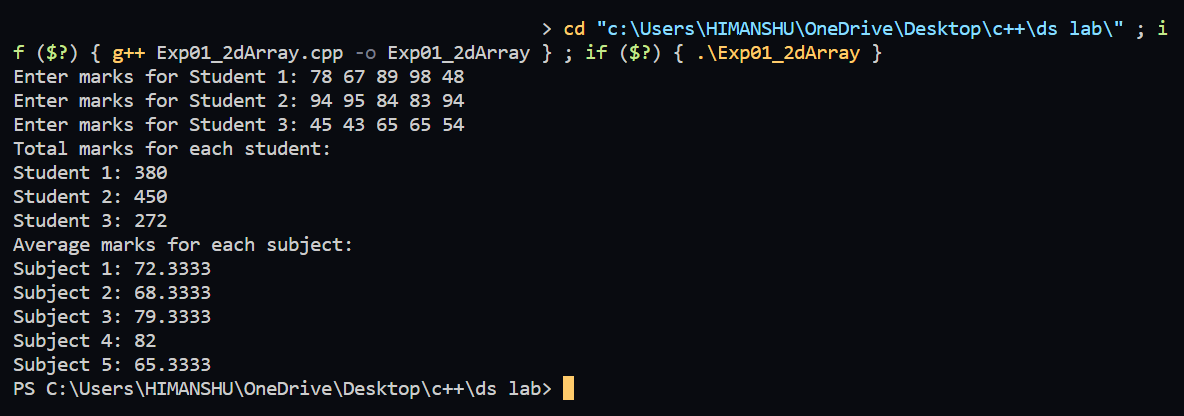 > cd "c:\Users\HIMANSHU\OneDrive\Desktop\c++\ds lab\" ; i
f ($?) { g++ Exp01_2dArray.cpp -o Exp01_2dArray } ; if ($?) { .\Exp01_2dArray }
Enter marks for Student 1: 78 67 89 98 48
Enter marks for Student 2: 94 95 84 83 94
Enter marks for Student 3: 45 43 65 65 54
Total marks for each student:
Student 1: 380
Student 2: 450
Student 3: 272
Average marks for each subject:
Subject 1: 72.3333
Subject 2: 68.3333
Subject 3: 79.3333
Subject 4: 82
Subject 5: 65.3333
PS C:\Users\HIMANSHU\OneDrive\Desktop\c++\ds lab>